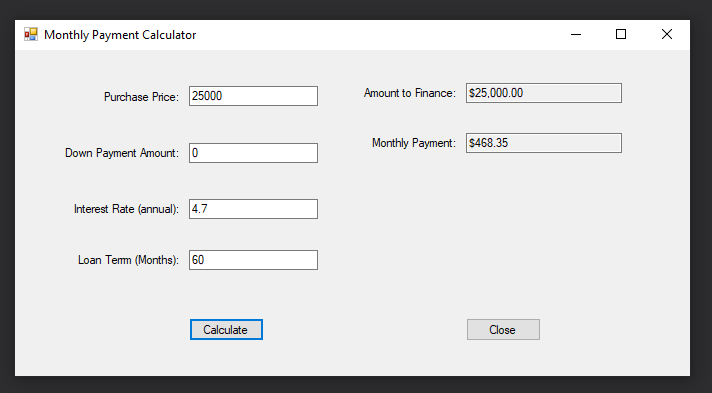 Monthly Payment Calculator
Purchase Price: 25000
Amount to Finance: $25,000.00
Down Payment Amount: 0
Monthly Payment: $468.35
Interest Rate (annual): 4.7
Loan Term (Months): 60
Calculate
Close